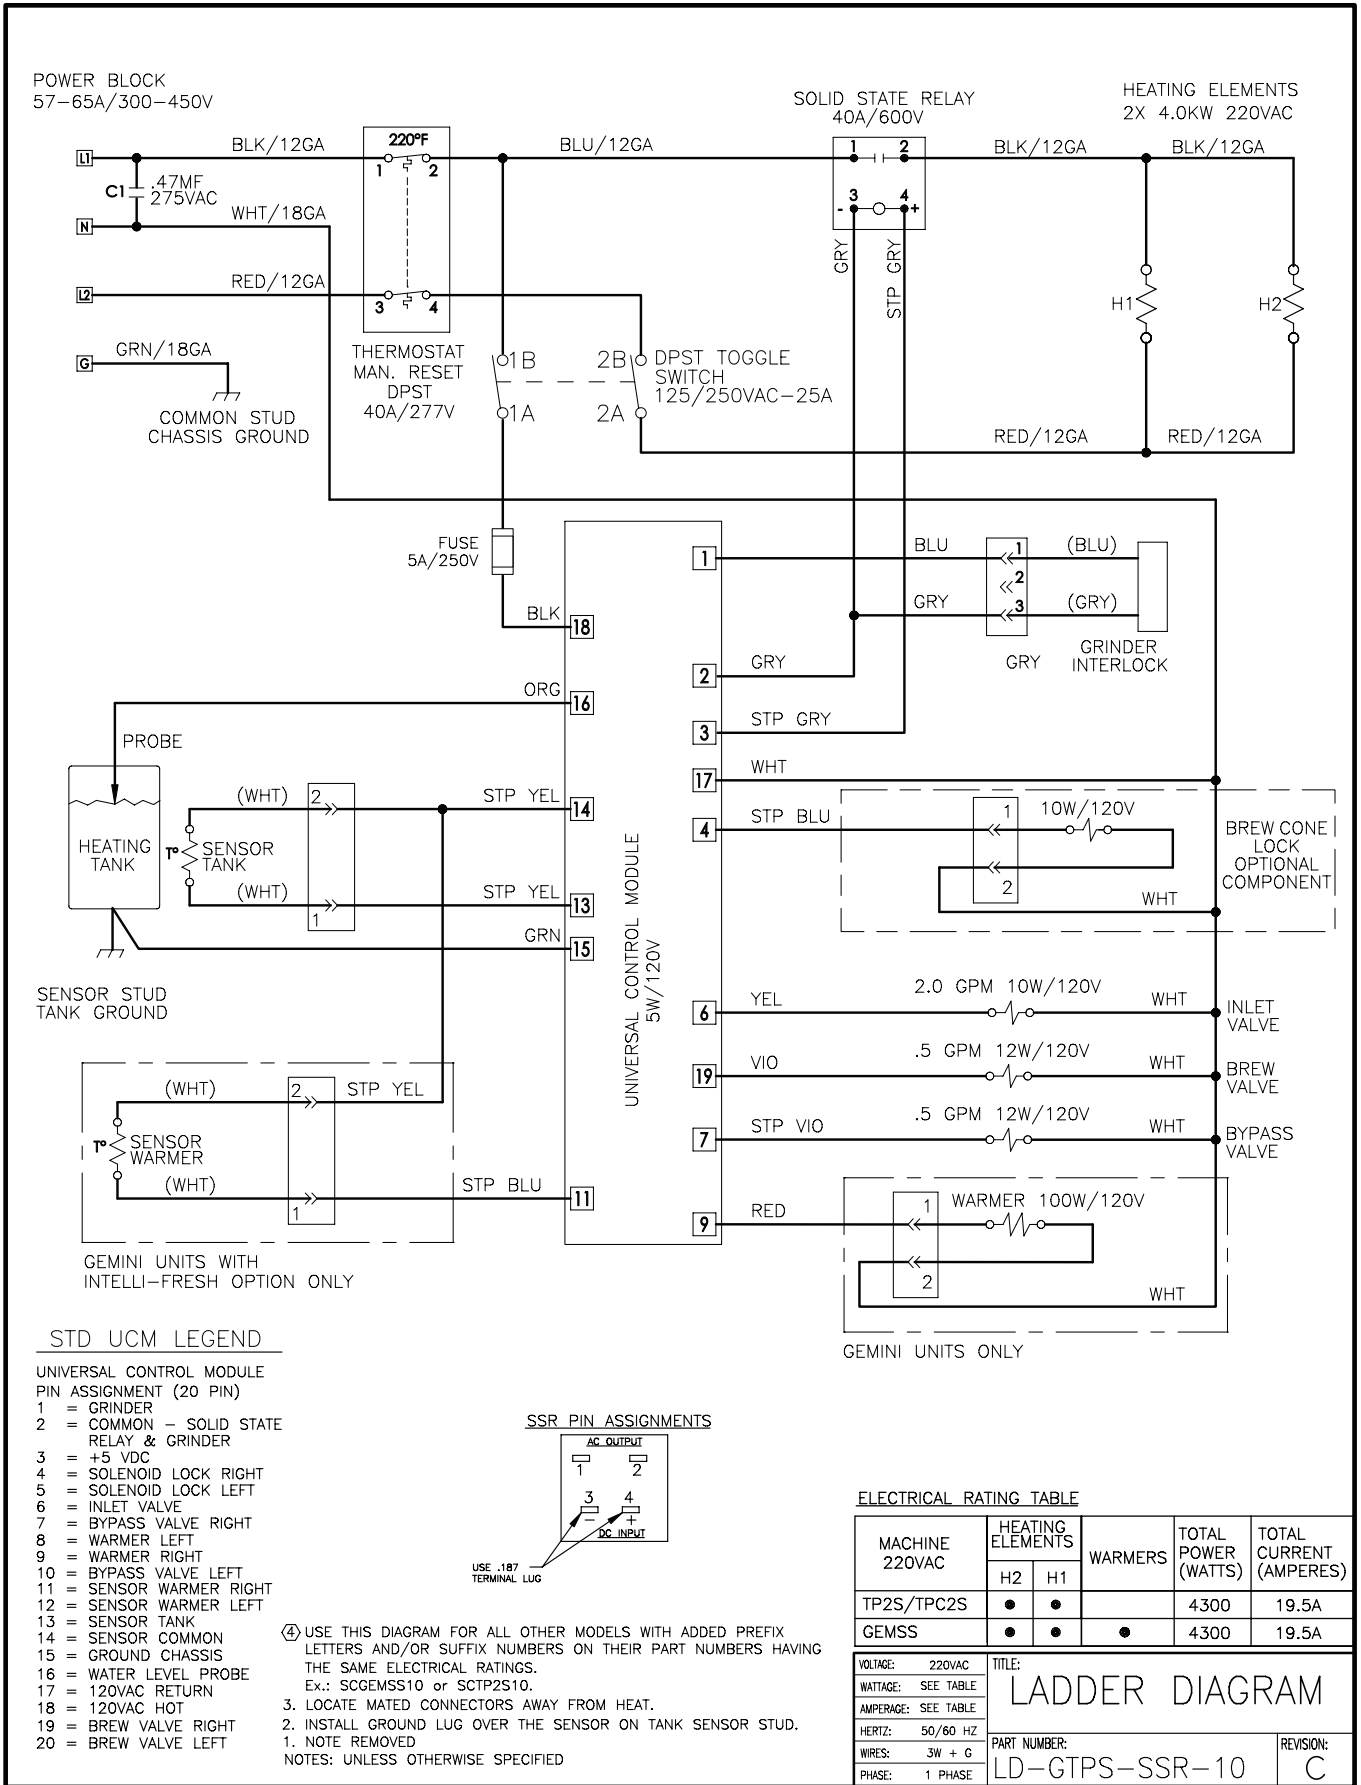 POWER BLOCK
57-65A/300-450V
SOLID STATE RELAY
40A/600V
HEATING ELEMENTS
2X 4.0KW 220VAC
L1
BLK/12GA
220°F
1
2
BLU/12GA
1
2
BLK/12GA
BLK/12GA
C1
.47MF
275VAC
N
WHT/18GA
3
4
-
+
GRY
STP GRY
L2
RED/12GA
3
4
H1
H2
G
GRN/18GA
COMMON STUD
CHASSIS GROUND
THERMOSTAT
MAN. RESET
DPST
40A/277V
1B
1A
2B
2A
DPST TOGGLE
SWITCH
125/250VAC-25A
RED/12GA
RED/12GA
FUSE
5A/250V
1
BLU
1
(BLU)
2
GRY
3
(GRY)
GRINDER
INTERLOCK
GRY
BLK
18
2
GRY
ORG
16
3
STP GRY
PROBE
17
WHT
HEATING
TANK
(WHT)
2
STP YEL
14
T°
SENSOR
TANK
(WHT)
1
STP YEL
13
GRN
15
SENSOR STUD
TANK GROUND
UNIVERSAL CONTROL MODULE
5W/120V
4
STP BLU
1
10W/120V
2
WHT
BREW CONE
LOCK
OPTIONAL
COMPONENT
6
YEL
2.0 GPM 10W/120V
WHT
INLET
VALVE
19
VIO
.5 GPM 12W/120V
WHT
BREW
VALVE
7
STP VIO
.5 GPM 12W/120V
WHT
BYPASS
VALVE
(WHT)
2
STP YEL
T°
SENSOR
WARMER
(WHT)
1
STP BLU
11
GEMINI UNITS WITH
INTELLI-FRESH OPTION ONLY
9
RED
1
WARMER 100W/120V
2
WHT
GEMINI UNITS ONLY
STD UCM LEGEND
UNIVERSAL CONTROL MODULE
PIN ASSIGNMENT (20 PIN)
1 = GRINDER
2 = COMMON - SOLID STATE
RELAY & GRINDER
3 = +5 VDC
4 = SOLENOID LOCK RIGHT
5 = SOLENOID LOCK LEFT
6 = INLET VALVE
7 = BYPASS VALVE RIGHT
8 = WARMER LEFT
9 = WARMER RIGHT
10 = BYPASS VALVE LEFT
11 = SENSOR WARMER RIGHT
12 = SENSOR WARMER LEFT
13 = SENSOR TANK
14 = SENSOR COMMON
15 = GROUND CHASSIS
16 = WATER LEVEL PROBE
17 = 120VAC RETURN
18 = 120VAC HOT
19 = BREW VALVE RIGHT
20 = BREW VALVE LEFT
SSR PIN ASSIGNMENTS
AC OUTPUT
1 2
3 4
- +
DC INPUT
USE .187
TERMINAL LUG
4 USE THIS DIAGRAM FOR ALL OTHER MODELS WITH ADDED PREFIX
LETTERS AND/OR SUFFIX NUMBERS ON THEIR PART NUMBERS HAVING
THE SAME ELECTRICAL RATINGS.
Ex.: SCGEMSS10 or SCTP2S10.
3. LOCATE MATED CONNECTORS AWAY FROM HEAT.
2. INSTALL GROUND LUG OVER THE SENSOR ON TANK SENSOR STUD.
1. NOTE REMOVED
NOTES: UNLESS OTHERWISE SPECIFIED
ELECTRICAL RATING TABLE
MACHINE
220VAC
HEATING
ELEMENTS
H2 H1
WARMERS
TOTAL
POWER
(WATTS)
TOTAL
CURRENT
(AMPERES)
TP2S/TPC2S ● ● 4300 19.5A
GEMSS ● ● ● 4300 19.5A
VOLTAGE: 220VAC
WATTAGE: SEE TABLE
AMPERAGE: SEE TABLE
HERTZ: 50/60 HZ
WIRES: 3W + G
PHASE: 1 PHASE
TITLE:
LADDER DIAGRAM
PART NUMBER:
LD-GTPS-SSR-10
REVISION:
C